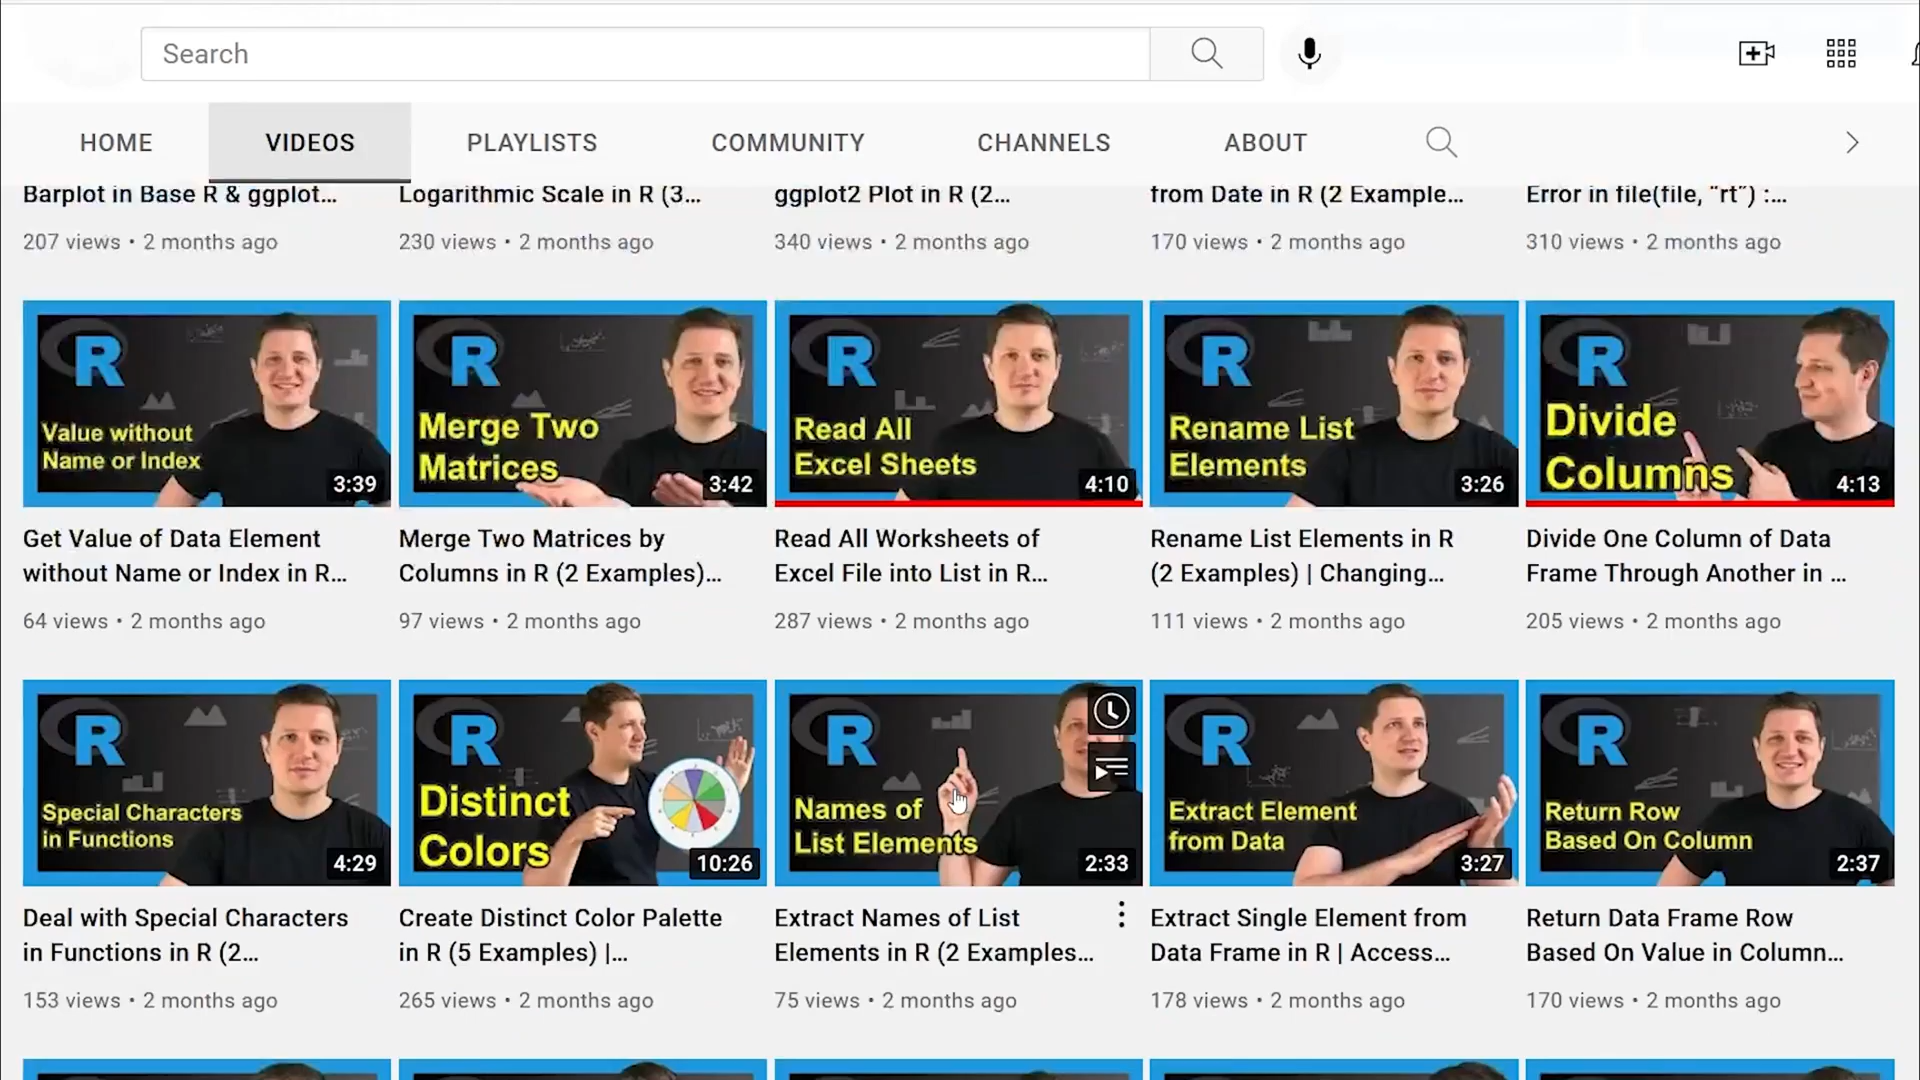 Search
HOME
VIDEOS
PLAYLISTS
COMMUNITY
CHANNELS
ABOUT
Barplot in Base R & ggplot...
207 views • 2 months ago
Logarithmic Scale in R (3...
230 views • 2 months ago
ggplot2 Plot in R (2...
340 views • 2 months ago
from Date in R (2 Example...
170 views • 2 months ago
Error in file(file, “rt”) :...
310 views • 2 months ago
R
Value without
Name or Index
3:39
Get Value of Data Element
without Name or Index in R...
64 views • 2 months ago
R
Merge Two
Matrices
3:42
Merge Two Matrices by
Columns in R (2 Examples)...
97 views • 2 months ago
R
Read All
Excel Sheets
4:10
Read All Worksheets of
Excel File into List in R...
287 views • 2 months ago
R
Rename List
Elements
3:26
Rename List Elements in R
(2 Examples) | Changing...
111 views • 2 months ago
R
Divide
Columns
4:13
Divide One Column of Data
Frame Through Another in ...
205 views • 2 months ago
R
Special Characters
in Functions
4:29
Deal with Special Characters
in Functions in R (2...
153 views • 2 months ago
R
Distinct
Colors
10:26
Create Distinct Color Palette
in R (5 Examples) |...
265 views • 2 months ago
R
Names of
List Elements
2:33
Extract Names of List
Elements in R (2 Examples...
75 views • 2 months ago
R
Extract Element
from Data
3:27
Extract Single Element from
Data Frame in R | Access...
178 views • 2 months ago
R
Return Row
Based On Column
2:37
Return Data Frame Row
Based On Value in Column...
170 views • 2 months ago